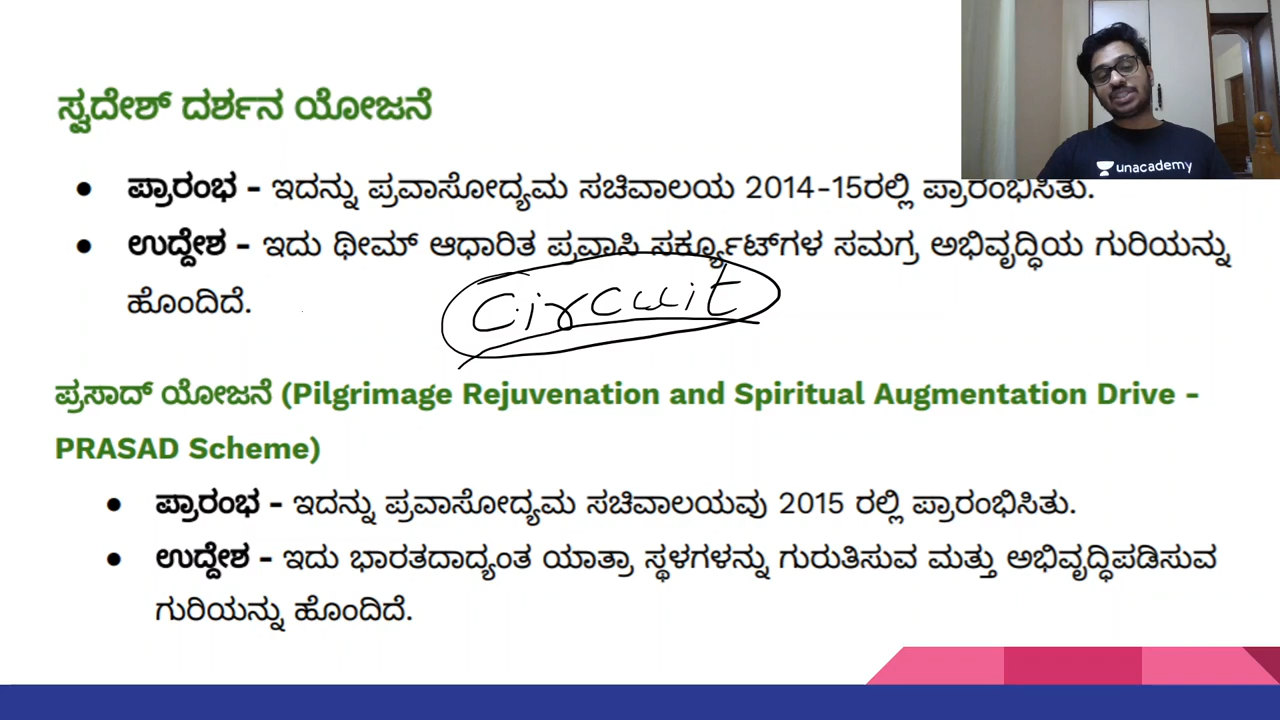 ಸ್ವದೇಶ್ ದರ್ಶನ ಯೋಜನೆ
unacademy
● ಪ್ರಾರಂಭ - ಇದನ್ನು ಪ್ರವಾಸೋದ್ಯಮ ಸಚಿವಾಲಯ 2014-15ರಲ್ಲಿ ಪ್ರಾರಂಭಿಸಿತು.
● ಉದ್ದೇಶ - ಇದು ಥೀಮ್ ಆಧಾರಿತ ಪ್ರವಾಸಿ ಸರ್ಕ್ಯೂಟ್‌ಗಳ ಸಮಗ್ರ ಅಭಿವೃದ್ಧಿಯ ಗುರಿಯನ್ನು
ಹೊಂದಿದೆ.
Circuit
ಪ್ರಸಾದ್ ಯೋಜನೆ (Pilgrimage Rejuvenation and Spiritual Augmentation Drive -
PRASAD Scheme)
● ಪ್ರಾರಂಭ - ಇದನ್ನು ಪ್ರವಾಸೋದ್ಯಮ ಸಚಿವಾಲಯವು 2015 ರಲ್ಲಿ ಪ್ರಾರಂಭಿಸಿತು.
● ಉದ್ದೇಶ - ಇದು ಭಾರತದಾದ್ಯಂತ ಯಾತ್ರಾ ಸ್ಥಳಗಳನ್ನು ಗುರುತಿಸುವ ಮತ್ತು ಅಭಿವೃದ್ಧಿಪಡಿಸುವ
ಗುರಿಯನ್ನು ಹೊಂದಿದೆ.